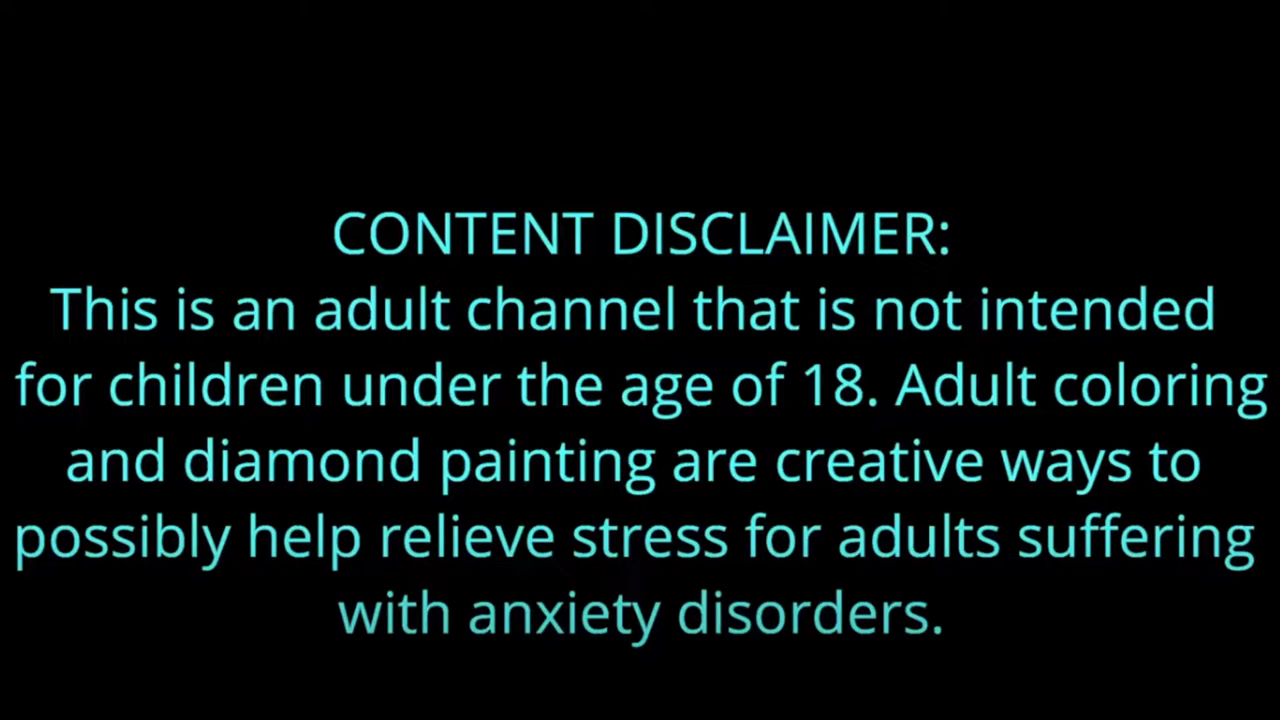 CONTENT DISCLAIMER:
This is an adult channel that is not intended
for children under the age of 18. Adult coloring
and diamond painting are creative ways to
possibly help relieve stress for adults suffering
with anxiety disorders.